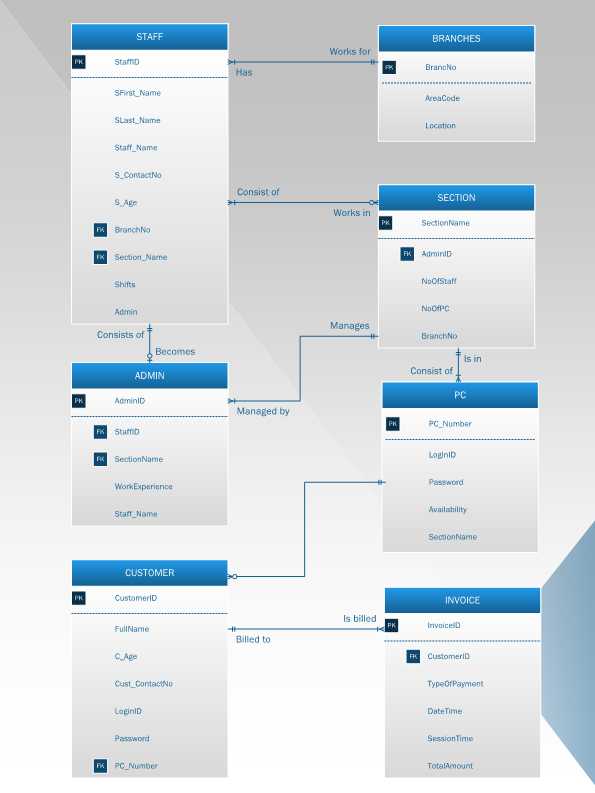 STAFF
PK StaffID
SFirst_Name
SLast_Name
Staff_Name
S_ContactNo
S_Age
FK BranchNo
FK Section_Name
Shifts
Admin
Works for
Has
BRANCHES
PK BrancNo
AreaCode
Location
Consist of
Works in
SECTION
PK SectionName
FK AdminID
NoOfStaff
NoOfPC
BranchNo
Consists of
Becomes
Manages
Managed by
Is in
Consist of
ADMIN
PK AdminID
FK StaffID
FK SectionName
WorkExperience
Staff_Name
PC
PK PC_Number
LogInID
Password
Availability
SectionName
CUSTOMER
PK CustomerID
FullName
C_Age
Cust_ContactNo
LoginID
Password
FK PC_Number
Is billed
Billed to
INVOICE
PK InvoiceID
FK CustomerID
TypeOfPayment
DateTime
SessionTime
TotalAmount